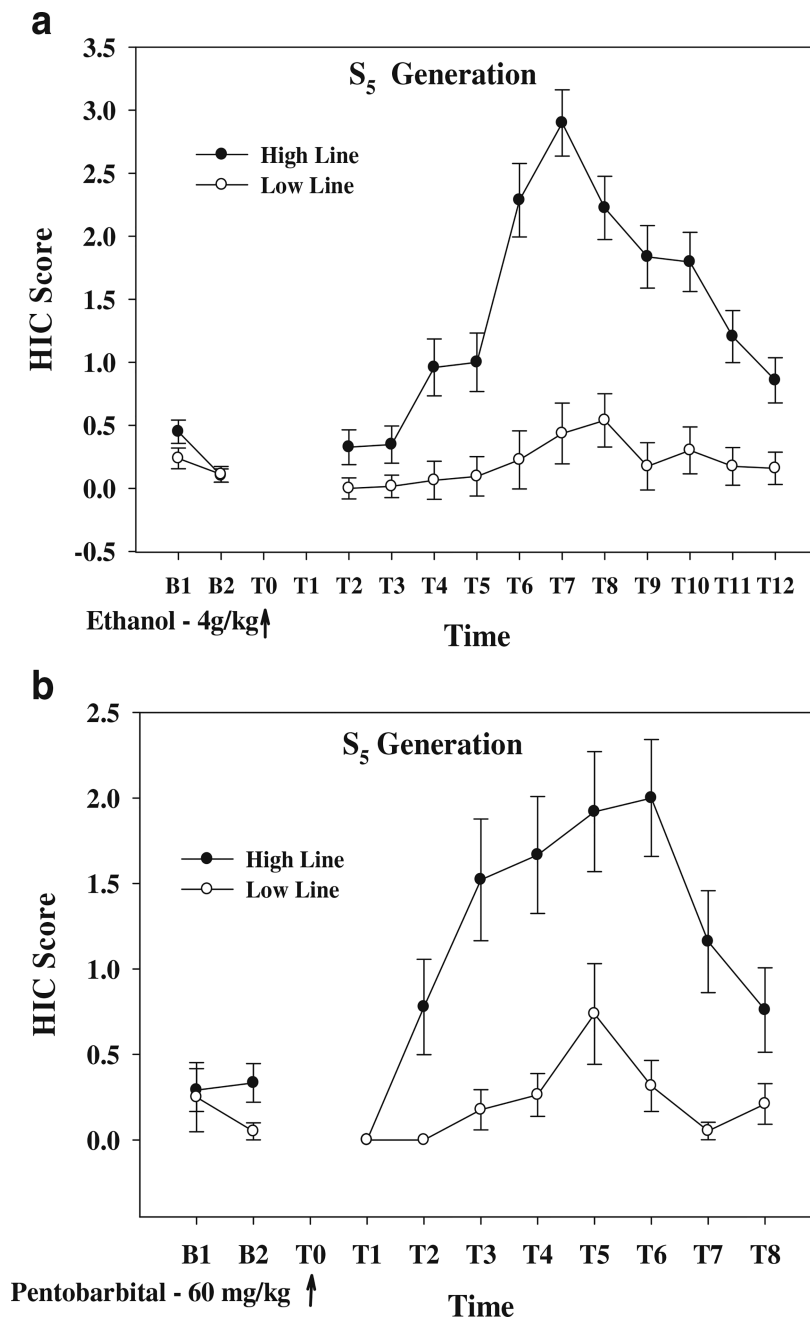 a
3.5
S5 Generation
3.0
High Line
2.5
Low Line
2.0
HIC Score
1.5
1.0
0.5
0.0
-0.5
B1 B2 T0 T1 T2 T3 T4 T5 T6 T7 T8 T9 T10 T11 T12
Ethanol - 4g/kg
Time
b
2.5
S5 Generation
2.0
High Line
1.5
Low Line
HIC Score
1.0
0.5
0.0
B1 B2 T0 T1 T2 T3 T4 T5 T6 T7 T8
Pentobarbital - 60 mg/kg
Time